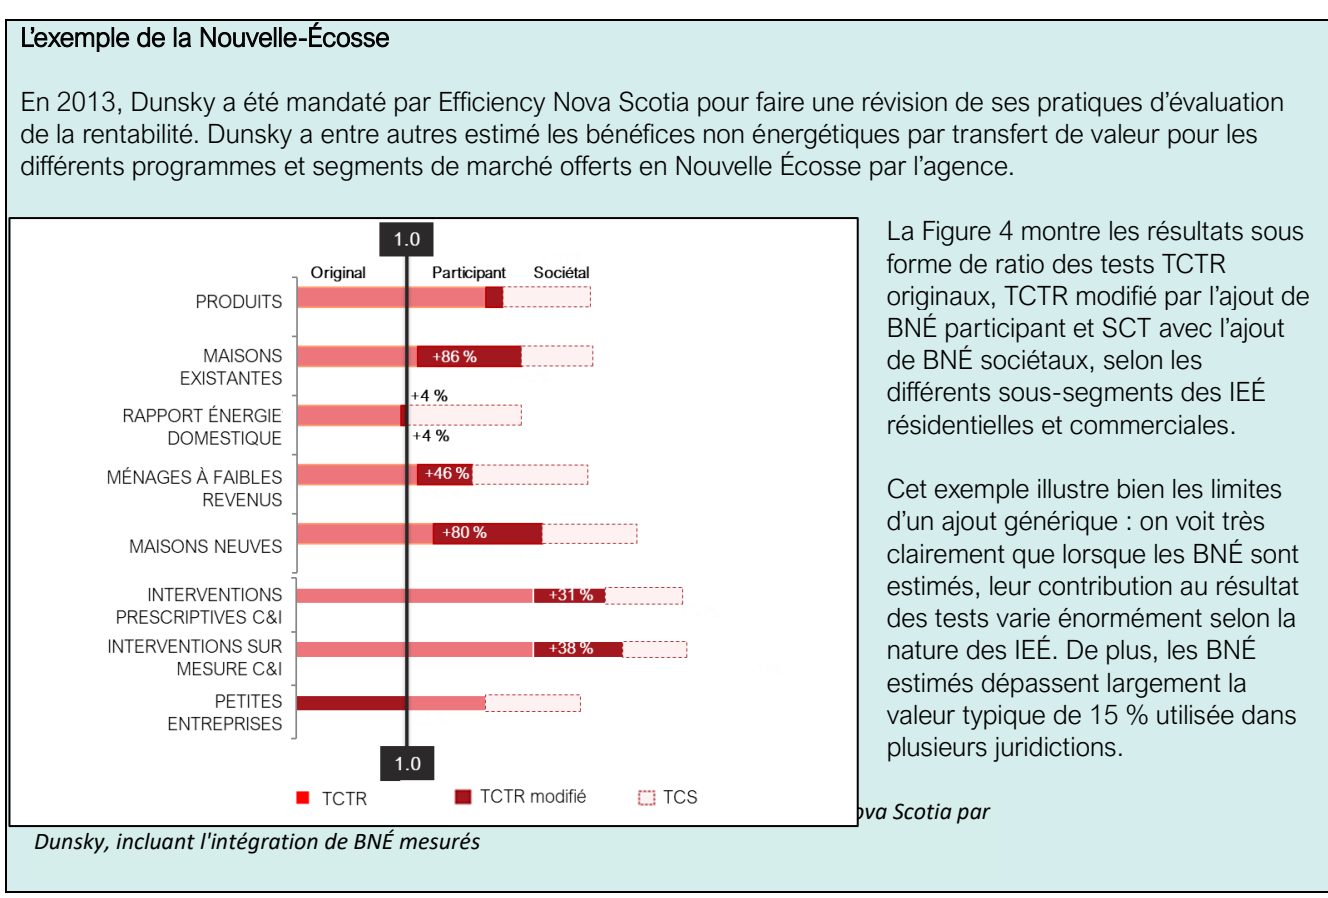 L'exemple de la Nouvelle-Écosse
En 2013, Dunsky a été mandaté par Efficiency Nova Scotia pour faire une révision de ses pratiques d'évaluation
de la rentabilité. Dunsky a entre autres estimé les bénéfices non énergétiques par transfert de valeur pour les
différents programmes et segments de marché offerts en Nouvelle Écosse par l'agence.
1.0
Original
Participant
Sociétal
PRODUITS
MAISONS
EXISTANTES
+86 %
+4 %
RAPPORT ÉNERGIE
DOMESTIQUE
+4 %
MÉNAGES À FAIBLES
REVENUS
+46 %
MAISONS NEUVES
+80 %
INTERVENTIONS
PRESCRIPTIVES C&I
+31 %
INTERVENTIONS SUR
MESURE C&I
+38 %
PETITES
ENTREPRISES
1.0
TCTR
TCTR modifié
TCS
La Figure 4 montre les résultats sous
forme de ratio des tests TCTR
originaux, TCTR modifié par l'ajout de
BNÉ participant et SCT avec l'ajout
de BNÉ sociétaux, selon les
différents sous-segments des IEÉ
résidentielles et commerciales.
Cet exemple illustre bien les limites
d'un ajout générique : on voit très
clairement que lorsque les BNÉ sont
estimés, leur contribution au résultat
des tests varie énormément selon la
nature des IEÉ. De plus, les BNÉ
estimés dépassent largement la
valeur typique de 15 % utilisée dans
plusieurs juridictions.
Scotia par
Dunsky, incluant l'intégration de BNÉ mesurés